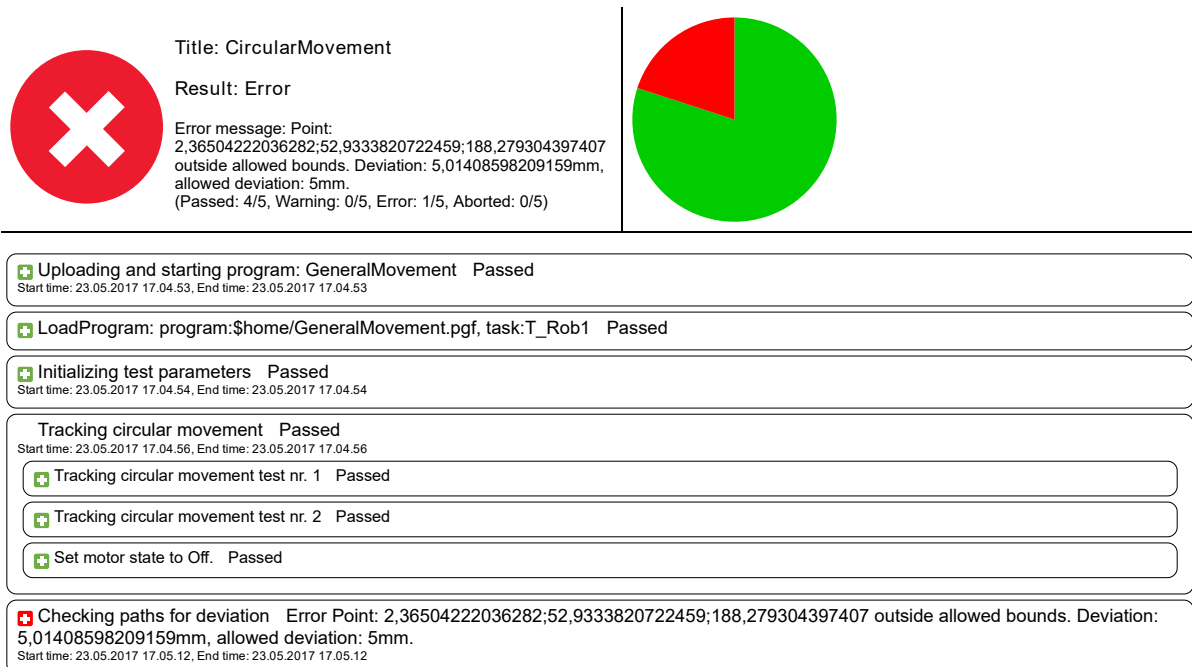 Title: CircularMovement
Result: Error
Error message: Point:
2,36504222036282;52,9333820722459;188,279304397407
outside allowed bounds. Deviation: 5,01408598209159mm,
allowed deviation: 5mm.
(Passed: 4/5, Warning: 0/5, Error: 1/5, Aborted: 0/5)
Uploading and starting program: GeneralMovement Passed
Start time: 23.05.2017 17.04.53, End time: 23.05.2017 17.04.53
LoadProgram: program:$home/GeneralMovement.pgf, task:T_Rob1 Passed
Initializing test parameters Passed
Start time: 23.05.2017 17.04.54, End time: 23.05.2017 17.04.54
Tracking circular movement Passed
Start time: 23.05.2017 17.04.56, End time: 23.05.2017 17.04.56
Tracking circular movement test nr. 1 Passed
Tracking circular movement test nr. 2 Passed
Set motor state to Off. Passed
Checking paths for deviation Error Point: 2,36504222036282;52,9333820722459;188,279304397407 outside allowed bounds. Deviation:
5,01408598209159mm, allowed deviation: 5mm.
Start time: 23.05.2017 17.05.12, End time: 23.05.2017 17.05.12